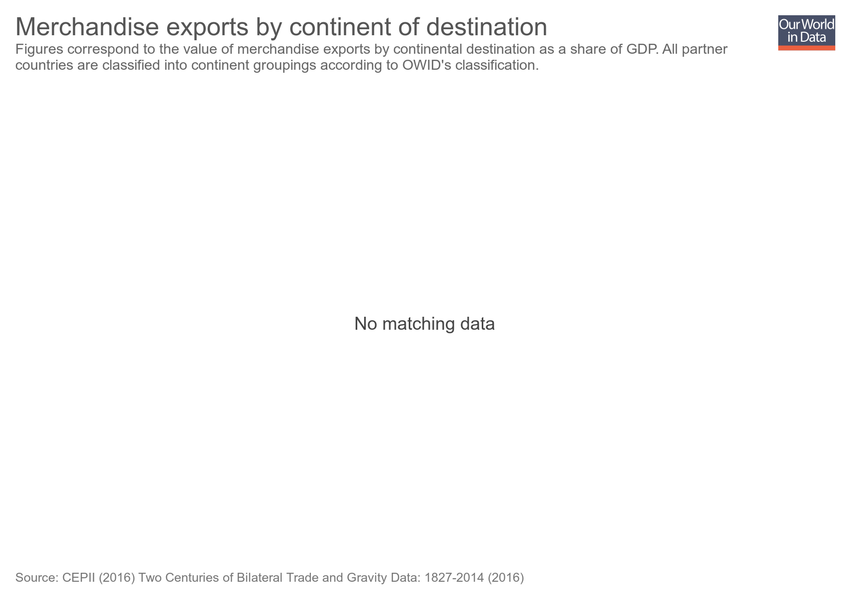 Merchandise exports by continent of destination
Our World
in Data
Figures correspond to the value of merchandise exports by continental destination as a share of GDP. All partner
countries are classified into continent groupings according to OWID's classification.
No matching data
Source: CEPII (2016) Two Centuries of Bilateral Trade and Gravity Data: 1827-2014 (2016)